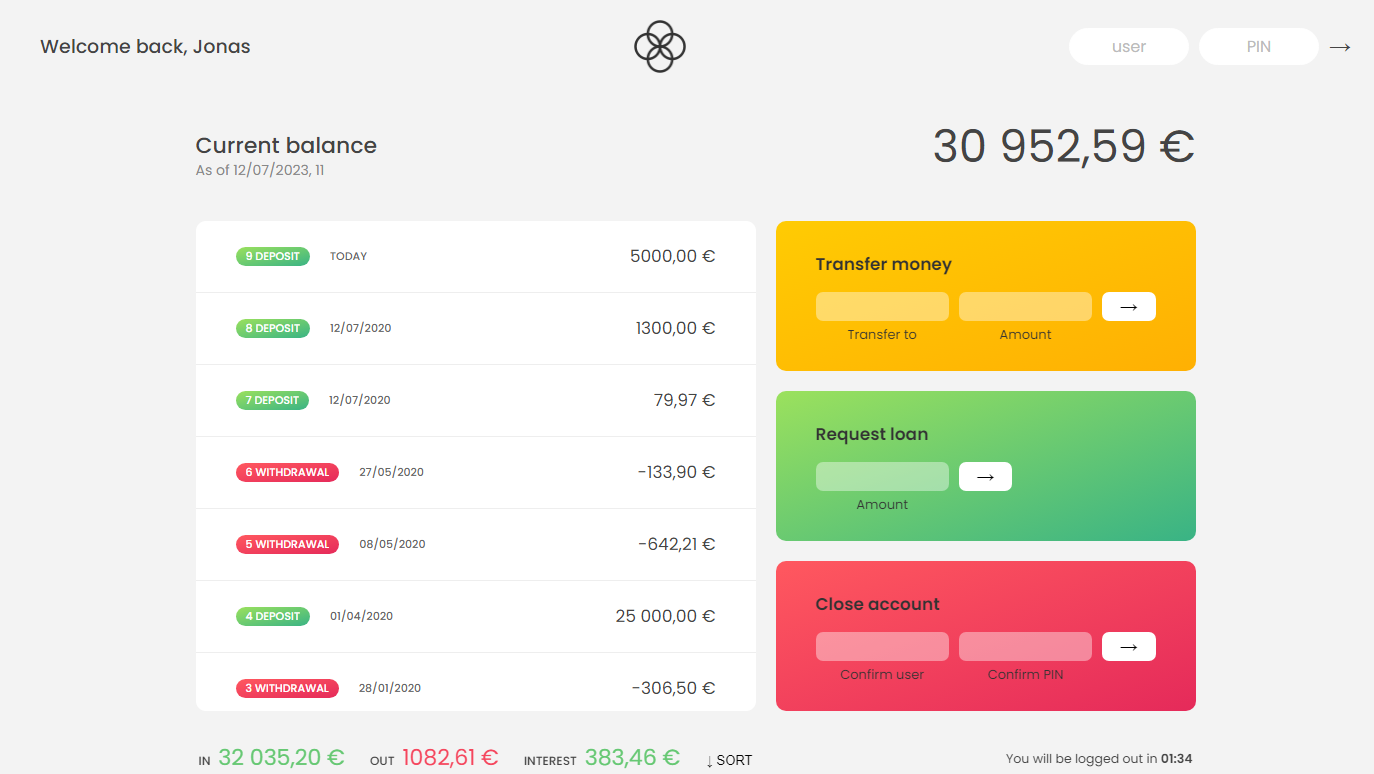 Welcome back, Jonas
user PIN →
Current balance
As of 12/07/2023, 11
30 952,59 €
9 DEPOSIT TODAY 5000,00 €
8 DEPOSIT 12/07/2020 1300,00 €
7 DEPOSIT 12/07/2020 79,97 €
6 WITHDRAWAL 27/05/2020 -133,90 €
5 WITHDRAWAL 08/05/2020 -642,21 €
4 DEPOSIT 01/04/2020 25 000,00 €
3 WITHDRAWAL 28/01/2020 -306,50 €
Transfer money
→
Transfer to Amount
Request loan
→
Amount
Close account
→
Confirm user Confirm PIN
IN 32 035,20 € OUT 1082,61 € INTEREST 383,46 € ↓ SORT
You will be logged out in 01:34